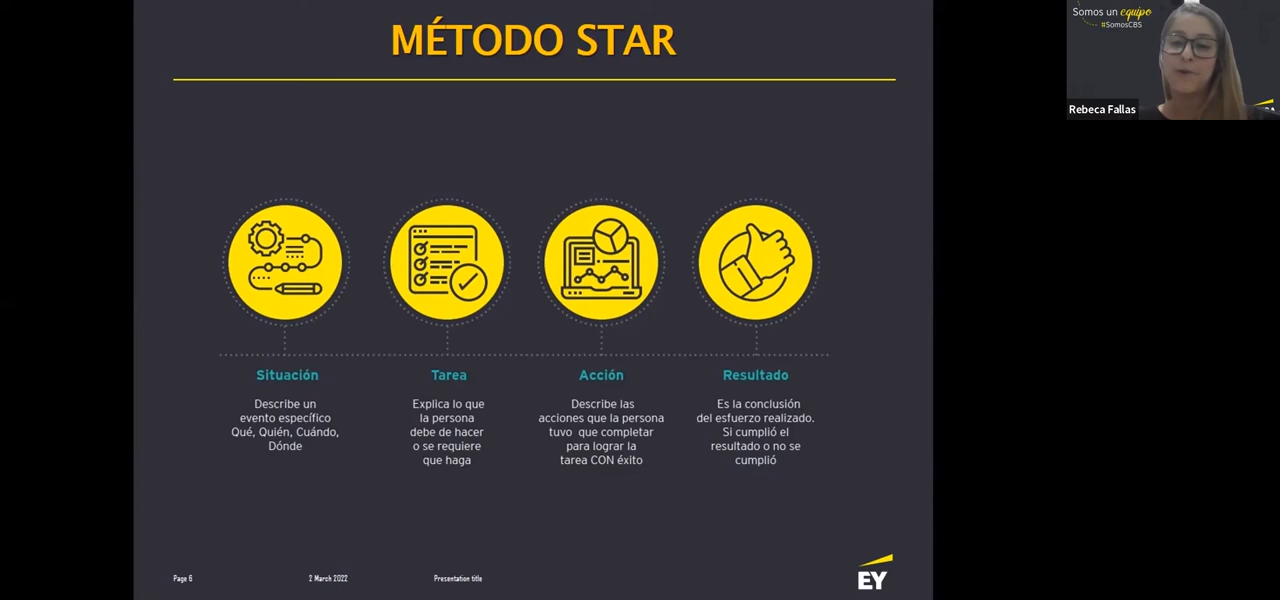 MÉTODO STAR
Somos un equipo
#SomosCBS
Rebeca Fallas
Situación
Describe un
evento específico
Qué, Quién, Cuándo,
Dónde
Tarea
Explica lo que
la persona
debe de hacer
o se requiere
que haga
Acción
Describe las
acciones que la persona
tuvo que completar
para lograr la
tarea CON éxito
Resultado
Es la conclusión
del esfuerzo realizado.
Si cumplió el
resultado o no se
cumplió
Page 6
2 March 2022
Presentation title
EY